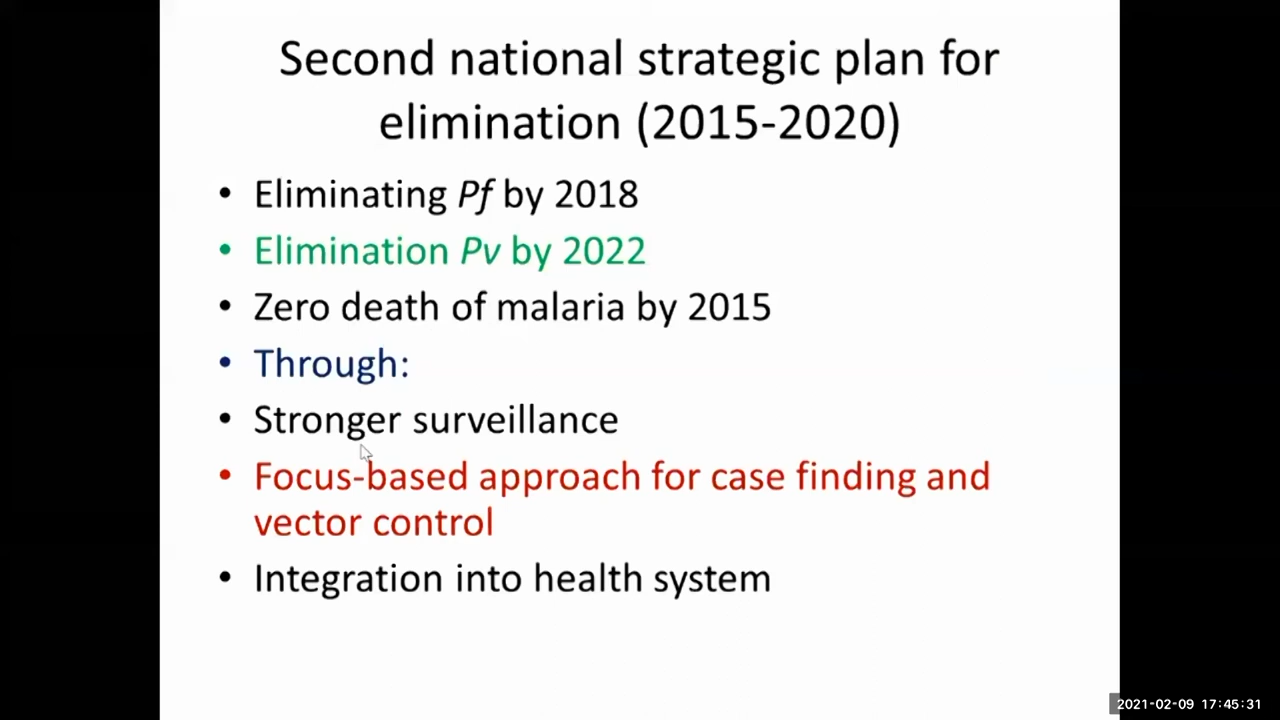 Second national strategic plan for
elimination (2015-2020)
• Eliminating Pf by 2018
• Elimination Pv by 2022
• Zero death of malaria by 2015
• Through:
• Stronger surveillance
• Focus-based approach for case finding and
vector control
• Integration into health system
2021-02-09 17:45:31